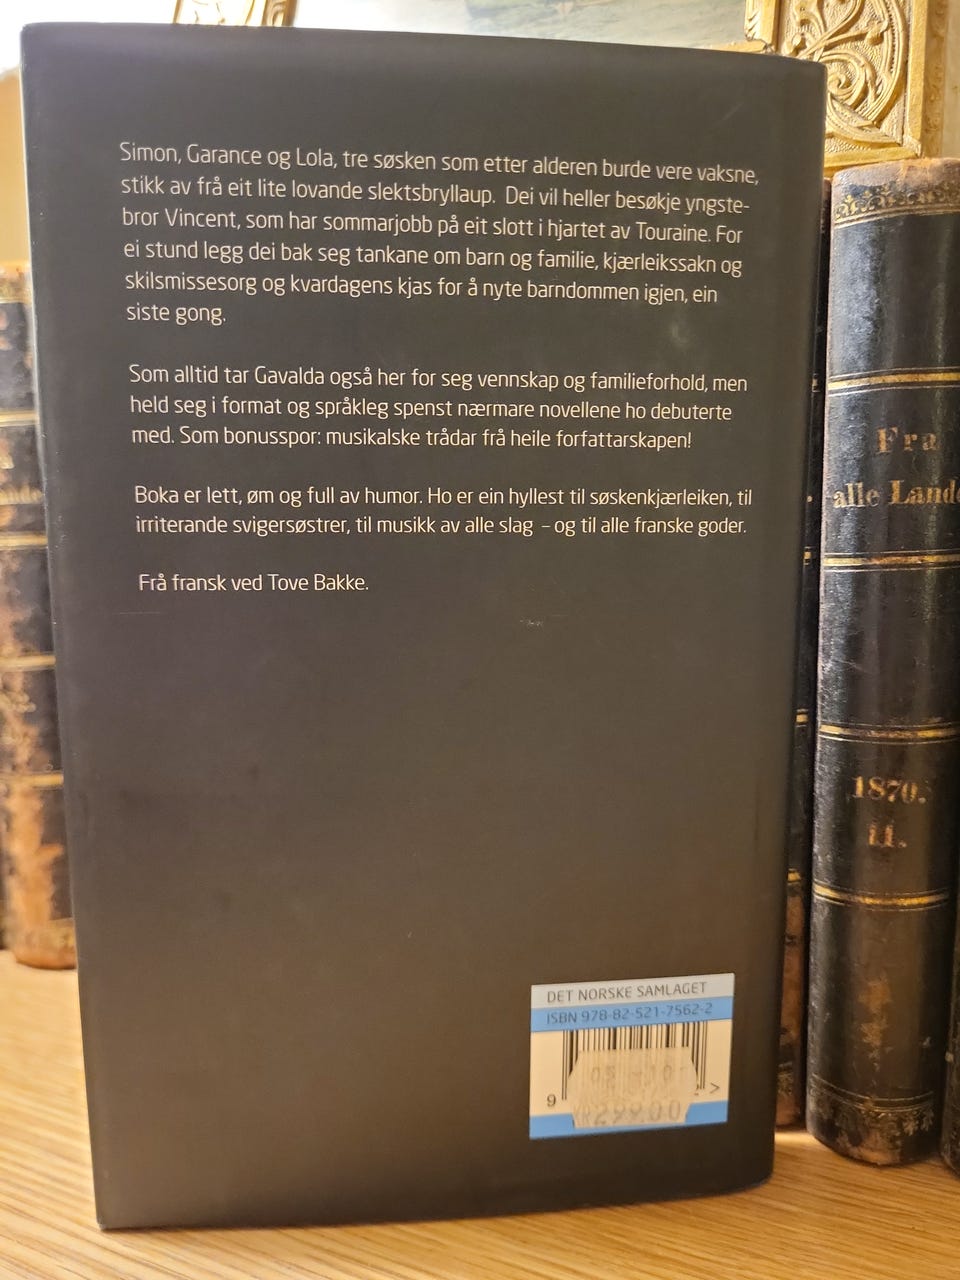 Simon, Garance og Lola, tre søsken som etter alderen burde vere vaksne,
stikk av frå eit lite lovande slektsbryllaup. Dei vil heller besøkje yngste-
bror Vincent, som har sommarjobb på eit slott i hjartet av Touraine. For
ei stund legg dei bak seg tankane om barn og familie, kjærleikssakn og
skilsmissesorg og kvardagens kjas for å nyte barndommen igjen, ein
siste gong.
Som alltid tar Gavalda også her for seg vennskap og familieforhold, men
held seg i format og språkleg spenst nærmare novellene ho debuterte
med. Som bonusspor: musikalske trådar frå heile forfattarskapen!
Boka er lett, øm og full av humor. Ho er ein hyllest til søskenkjærleiken, til
irriterande svigersøstrer, til musikk av alle slag – og til alle franske goder.
Frå fransk ved Tove Bakke.
DET NORSKE SAMLAGET
ISBN 978-82-521-7562-2
9 >
299.00
Fra
alle
1870.
II.